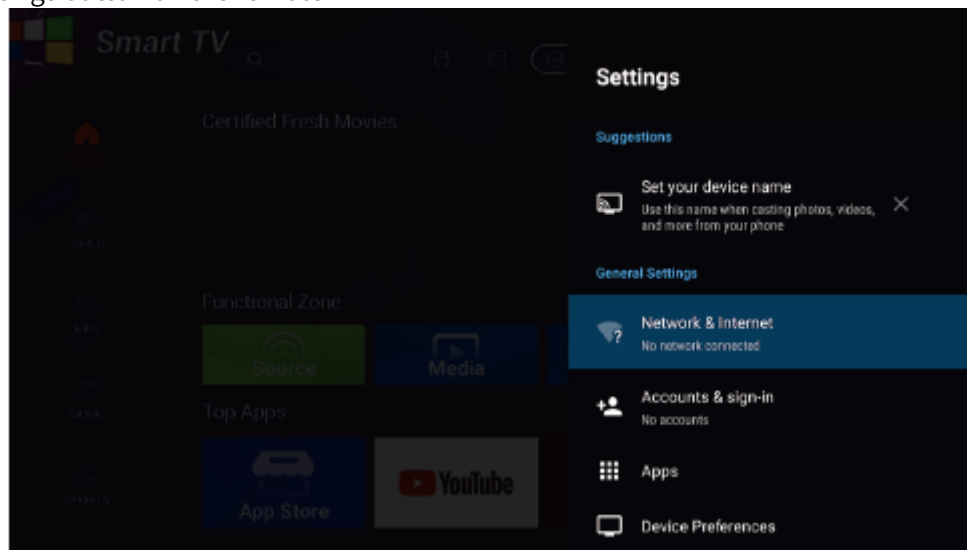 Smart TV
Certified Fresh Movies
Functional Zone
Source
Media
Top Apps
App Store
YouTube
Settings
Suggestions
Set your device name
Use this name when casting photos, videos,
and more from your phone
General Settings
Network & Internet
No network connected
Accounts & sign-in
No accounts
Apps
Device Preferences